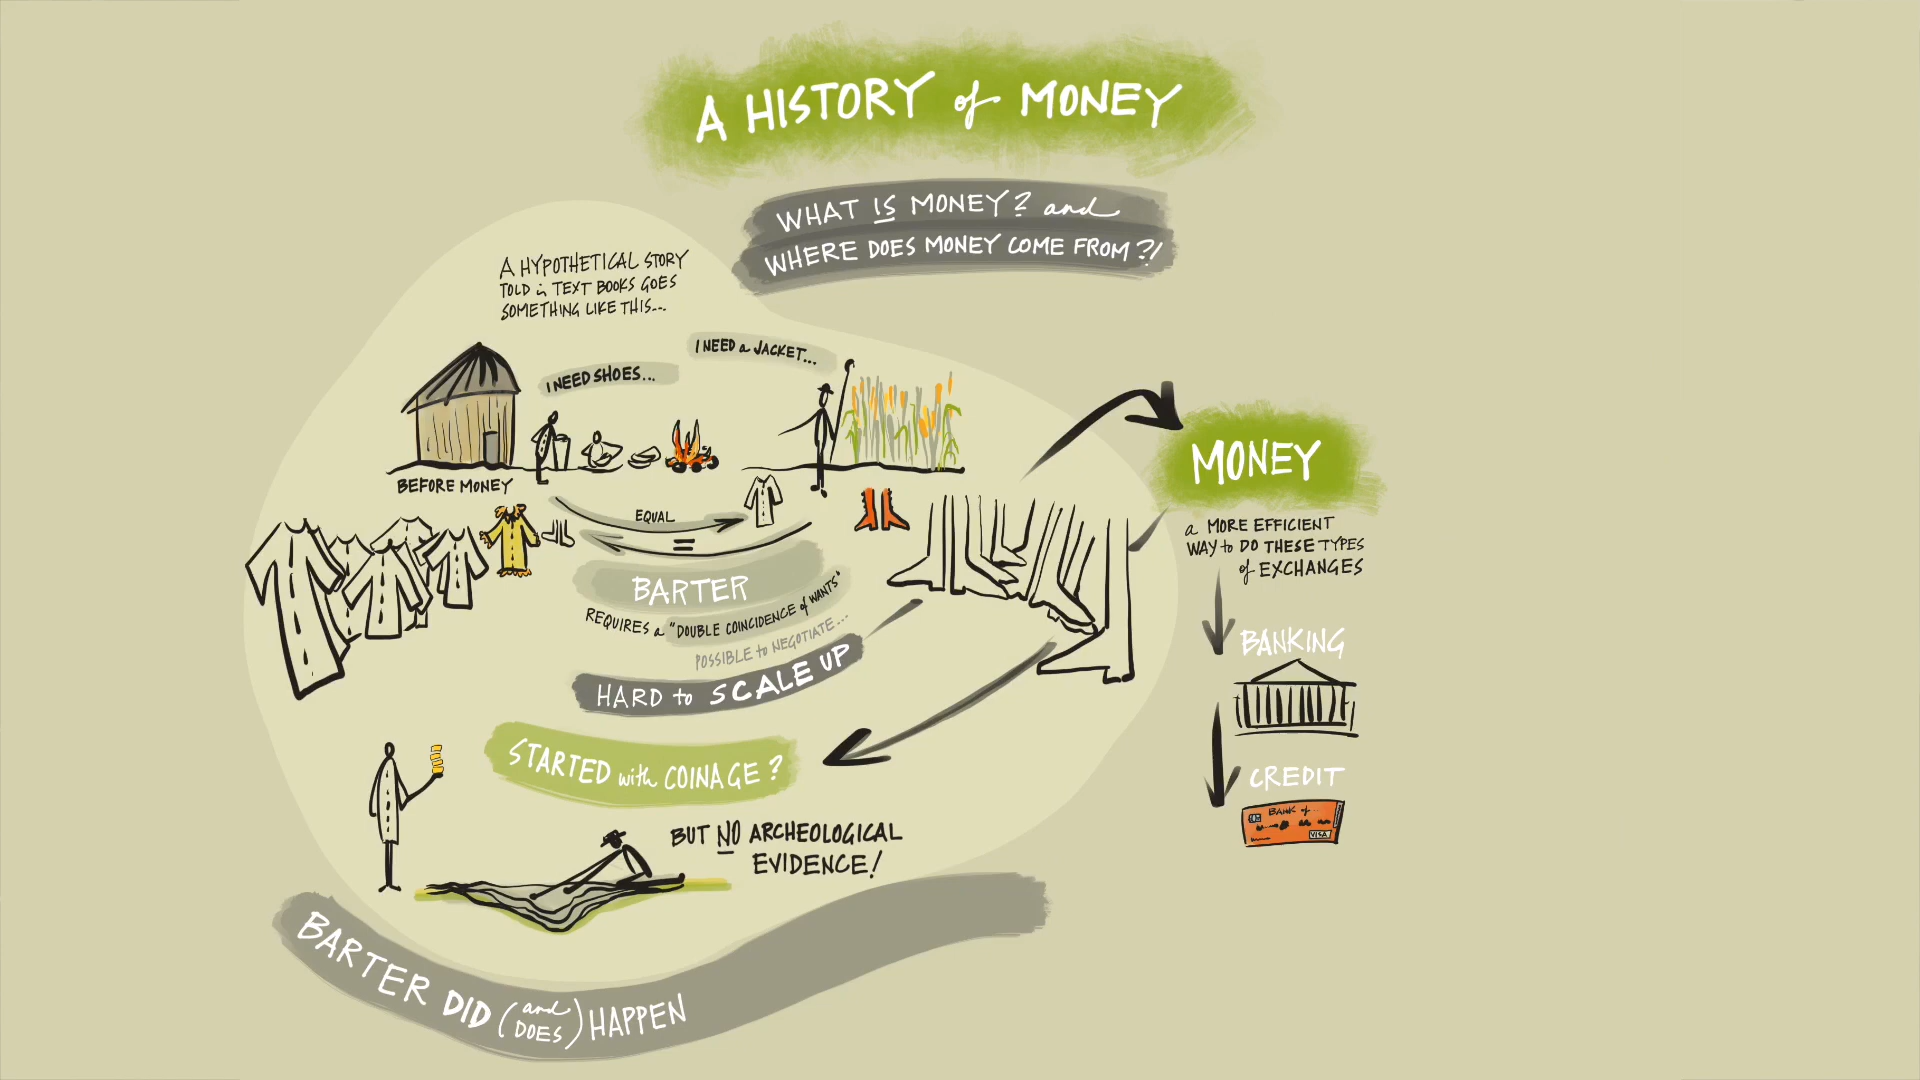 A HISTORY of MONEY
WHAT IS MONEY? and
WHERE DOES MONEY COME FROM?!
A HYPOTHETICAL STORY
TOLD in TEXT BOOKS GOES
SOMETHING LIKE THIS...
I NEED SHOES...
I NEED a JACKET...
BEFORE MONEY
EQUAL
=
BARTER
REQUIRES a "DOUBLE COINCIDENCE of WANTS"
POSSIBLE to NEGOTIATE...
HARD to SCALE UP
STARTED with COINAGE?
BUT NO ARCHEOLOGICAL
EVIDENCE!
BARTER DID (and DOES) HAPPEN
MONEY
a MORE EFFICIENT
WAY to DO THESE TYPES
of EXCHANGES
BANKING
CREDIT
BANK of...
VISA